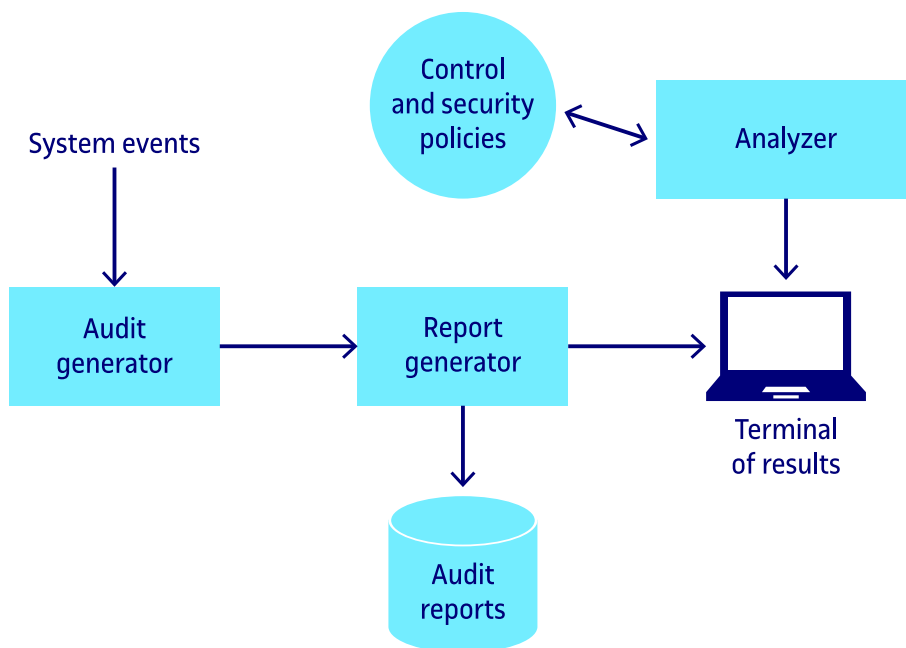 Control
and security
policies
Analyzer
System events
Audit
generator
Report
generator
Terminal
of results
Audit
reports